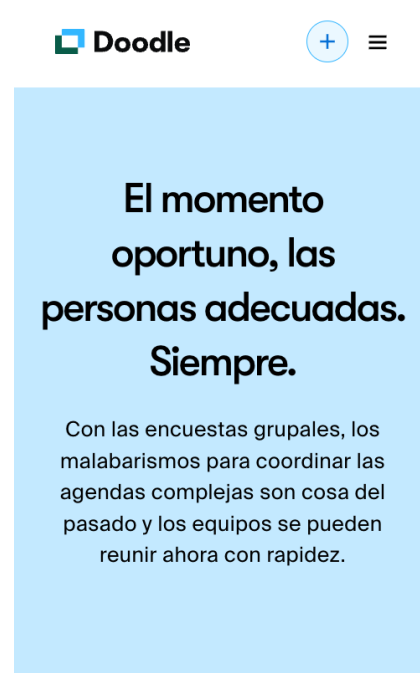 Doodle
El momento
oportuno, las
personas adecuadas.
Siempre.
Con las encuestas grupales, los
malabarismos para coordinar las
agendas complejas son cosa del
pasado y los equipos se pueden
reunir ahora con rapidez.